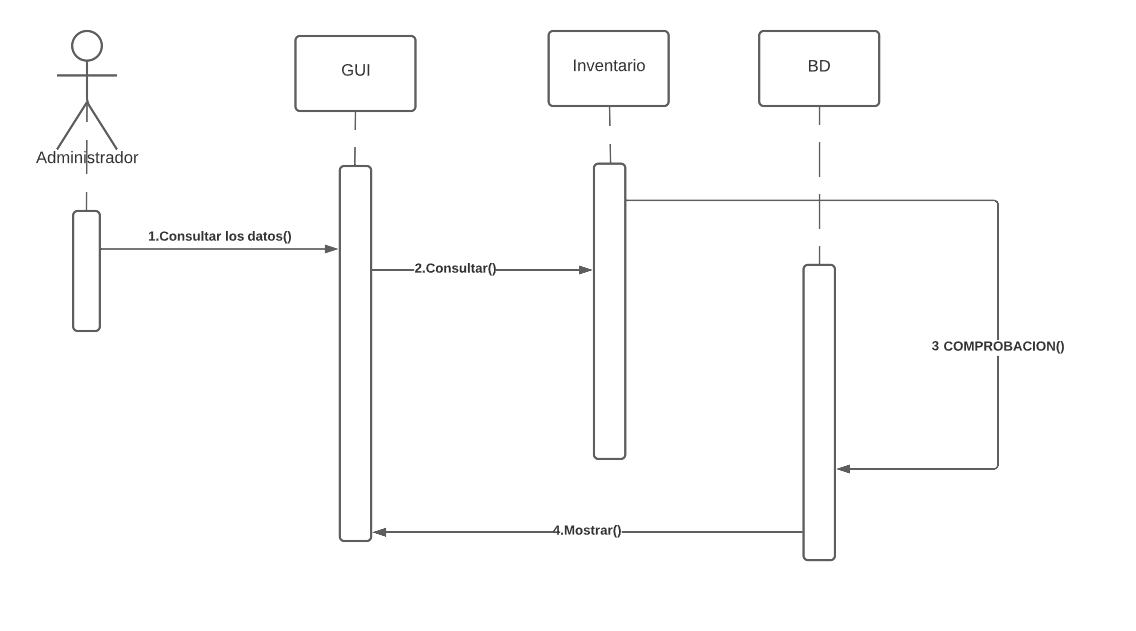 GUI
Inventario
BD
Administrador
1.Consultar los datos()
2.Consultar()
3 COMPROBACION()
4.Mostrar()